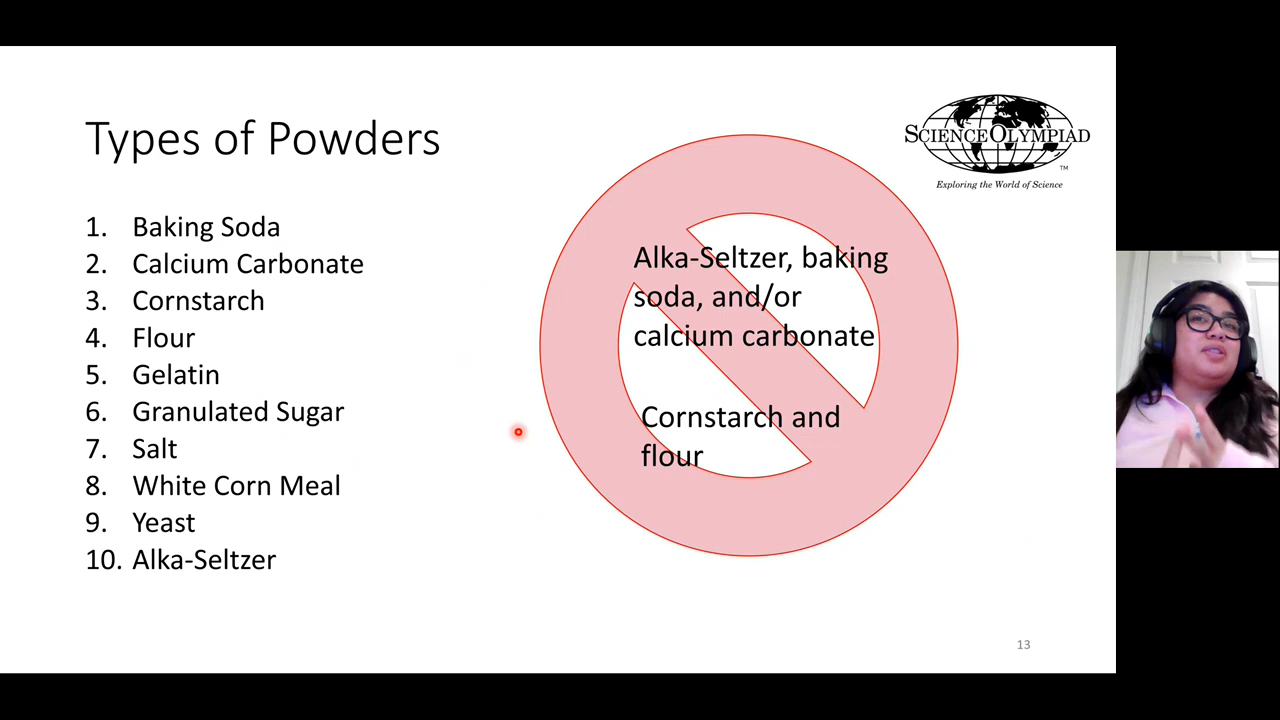 Types of Powders
SCIENCE OLYMPIAD
TM
Exploring the World of Science
1. Baking Soda
2. Calcium Carbonate
3. Cornstarch
4. Flour
5. Gelatin
6. Granulated Sugar
7. Salt
8. White Corn Meal
9. Yeast
10. Alka-Seltzer
Alka-Seltzer, baking
soda, and/or
calcium carbonate
Cornstarch and
flour
13